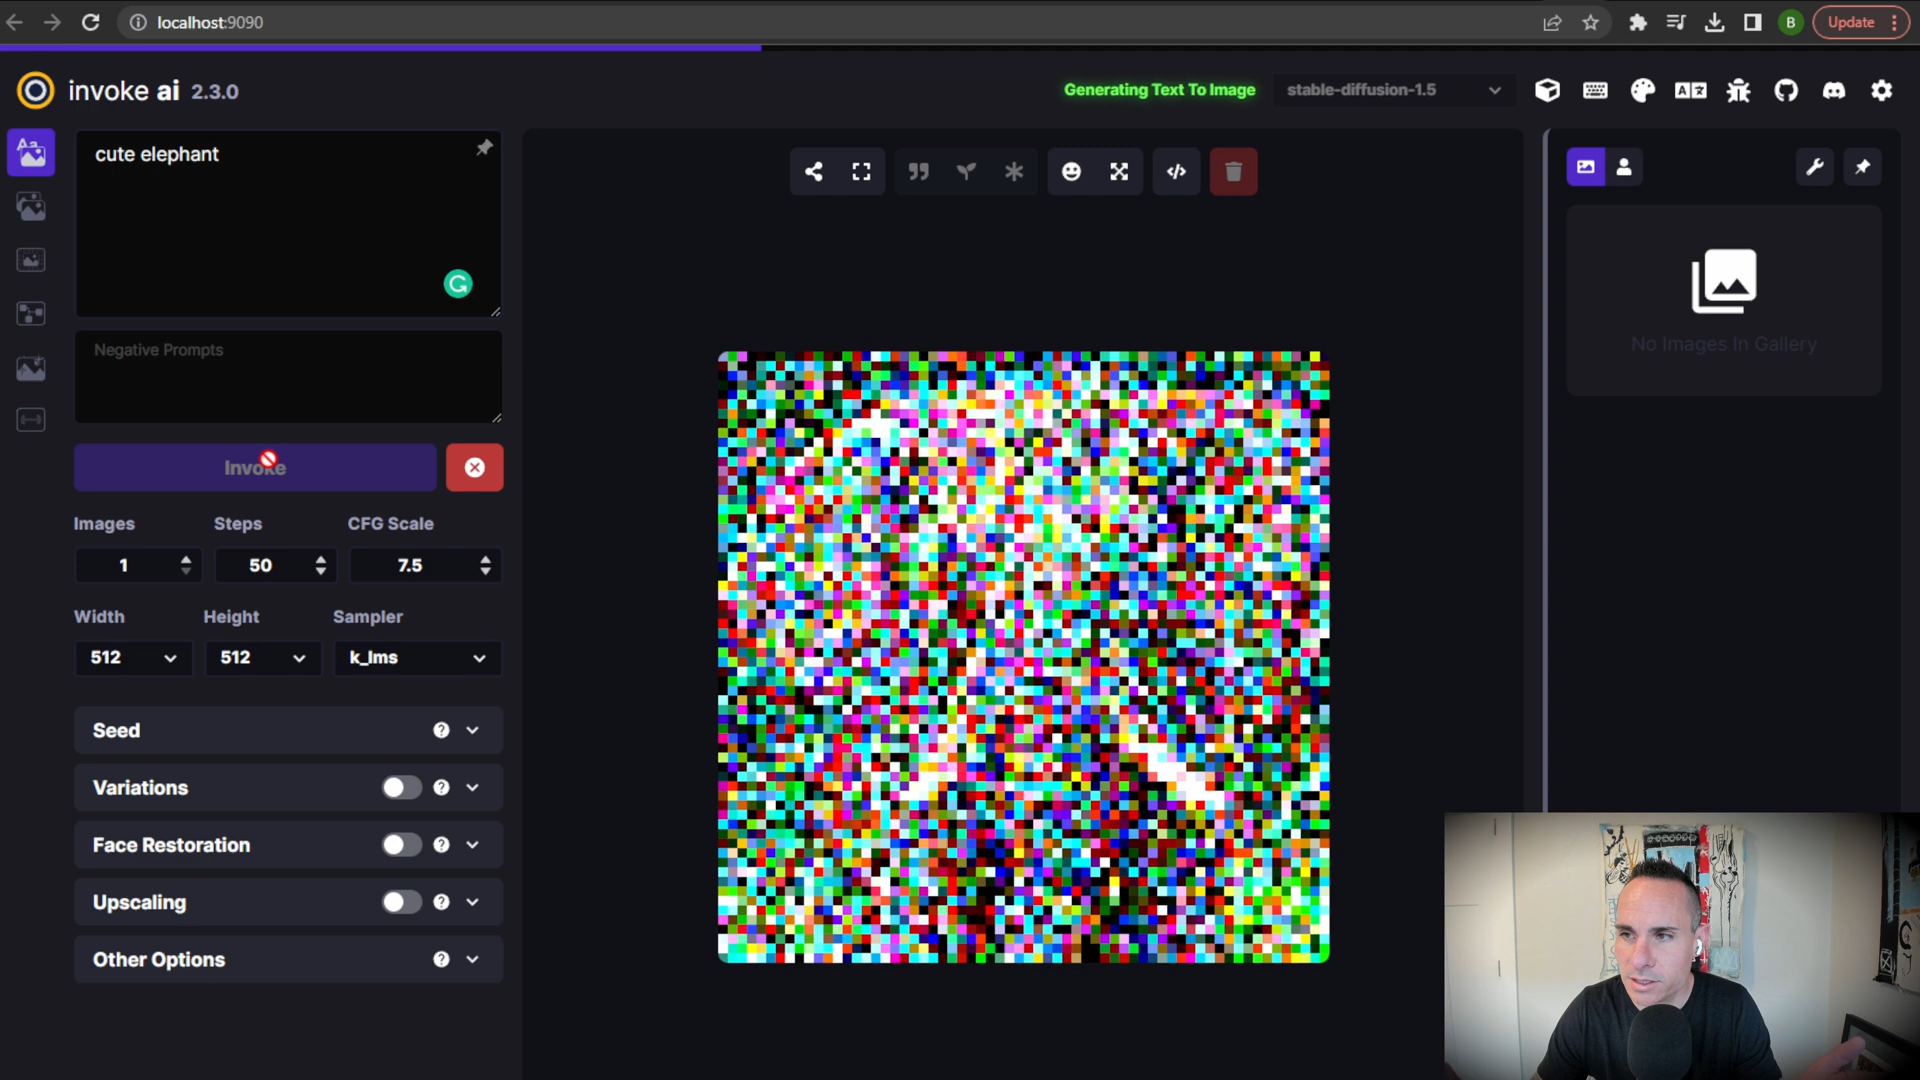 localhost:9090
B
Update
invoke ai 2.3.0
Generating Text To Image
stable-diffusion-1.5
cute elephant
Negative Prompts
Invoke
Images
Steps
CFG Scale
1
50
7.5
Width
Height
Sampler
512
512
k_lms
Seed
Variations
Face Restoration
Upscaling
Other Options
No Images In Gallery